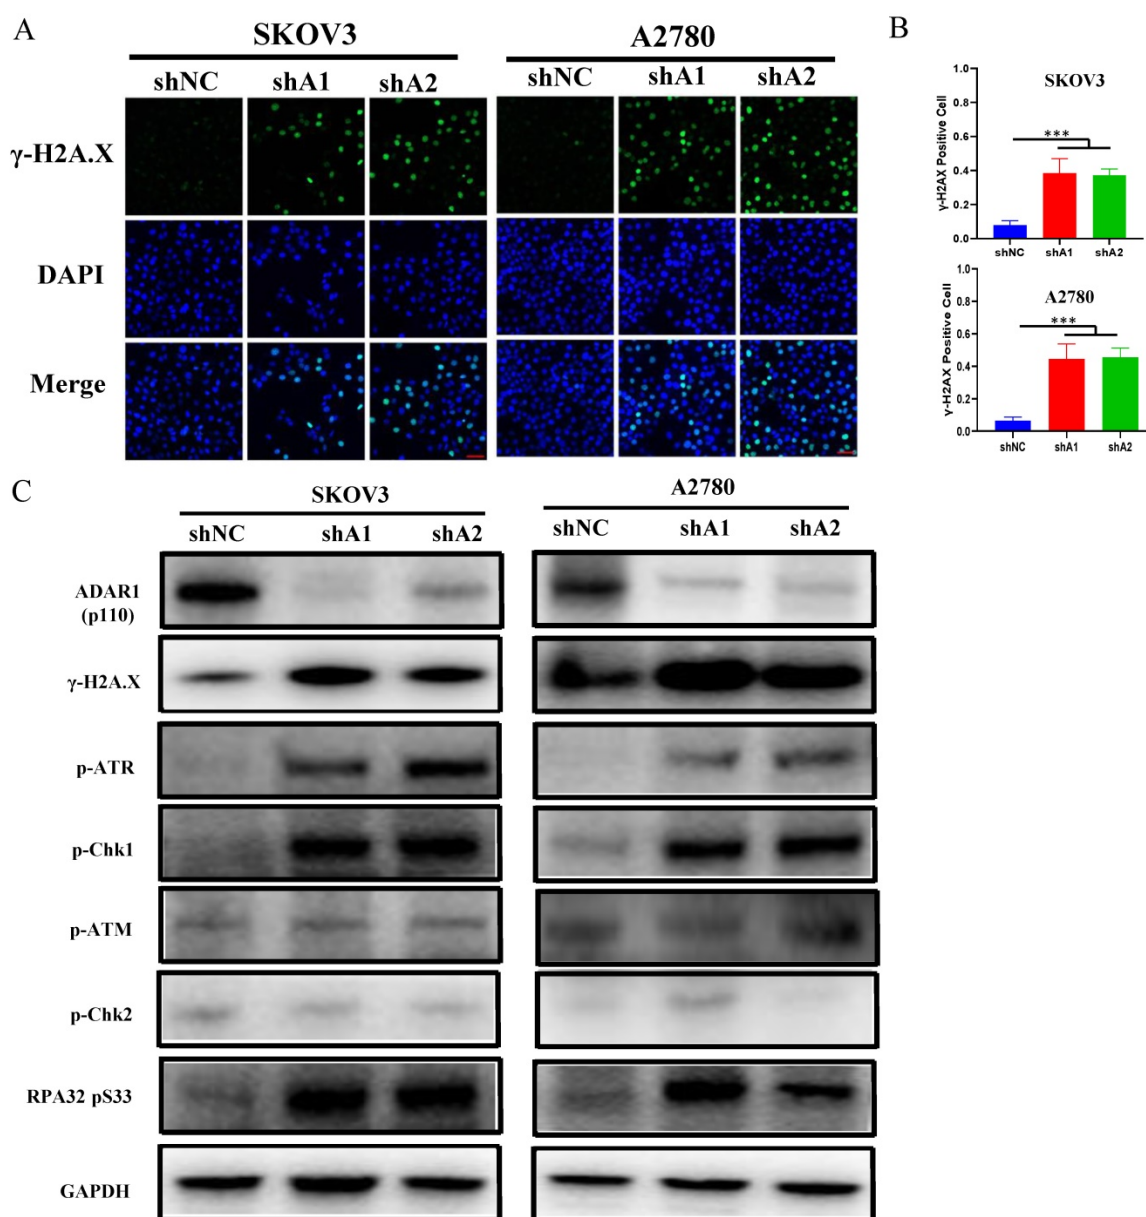 A
SKOV3
A2780
shNC shA1 shA2 shNC shA1 shA2
γ-H2A.X
DAPI
Merge
B
SKOV3
γ-H2AX Positive Cell
1.0
0.8
0.6
0.4
0.2
0.0
***
shNC shA1 shA2
A2780
γ-H2AX Positive Cell
1.0
0.8
0.6
0.4
0.2
0.0
***
shNC shA1 shA2
C
SKOV3
A2780
shNC shA1 shA2 shNC shA1 shA2
ADAR1
(p110)
γ-H2A.X
p-ATR
p-Chk1
p-ATM
p-Chk2
RPA32 pS33
GAPDH